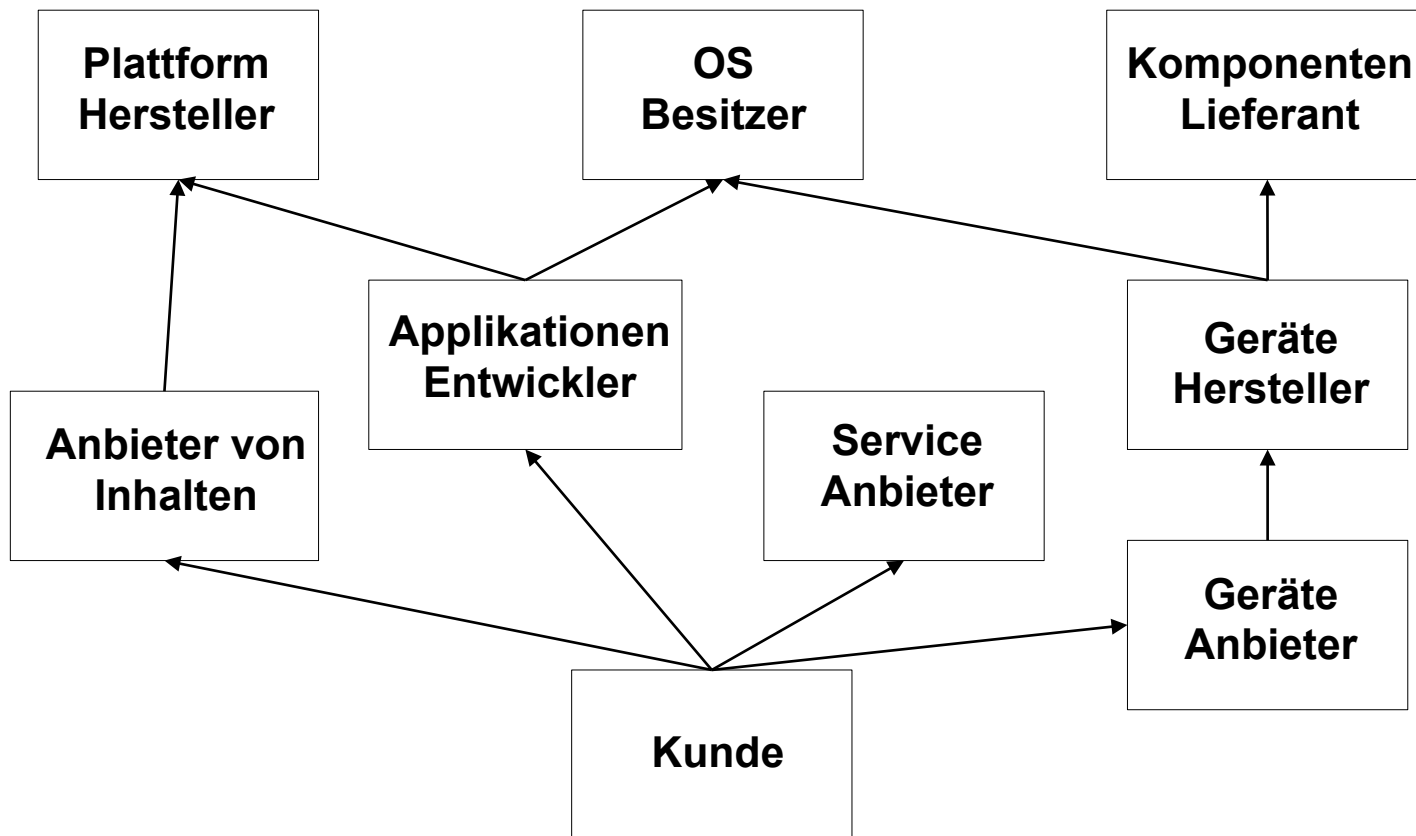 Plattform
Hersteller
OS
Besitzer
Komponenten
Lieferant
Applikationen
Entwickler
Geräte
Hersteller
Anbieter von
Inhalten
Service
Anbieter
Geräte
Anbieter
Kunde